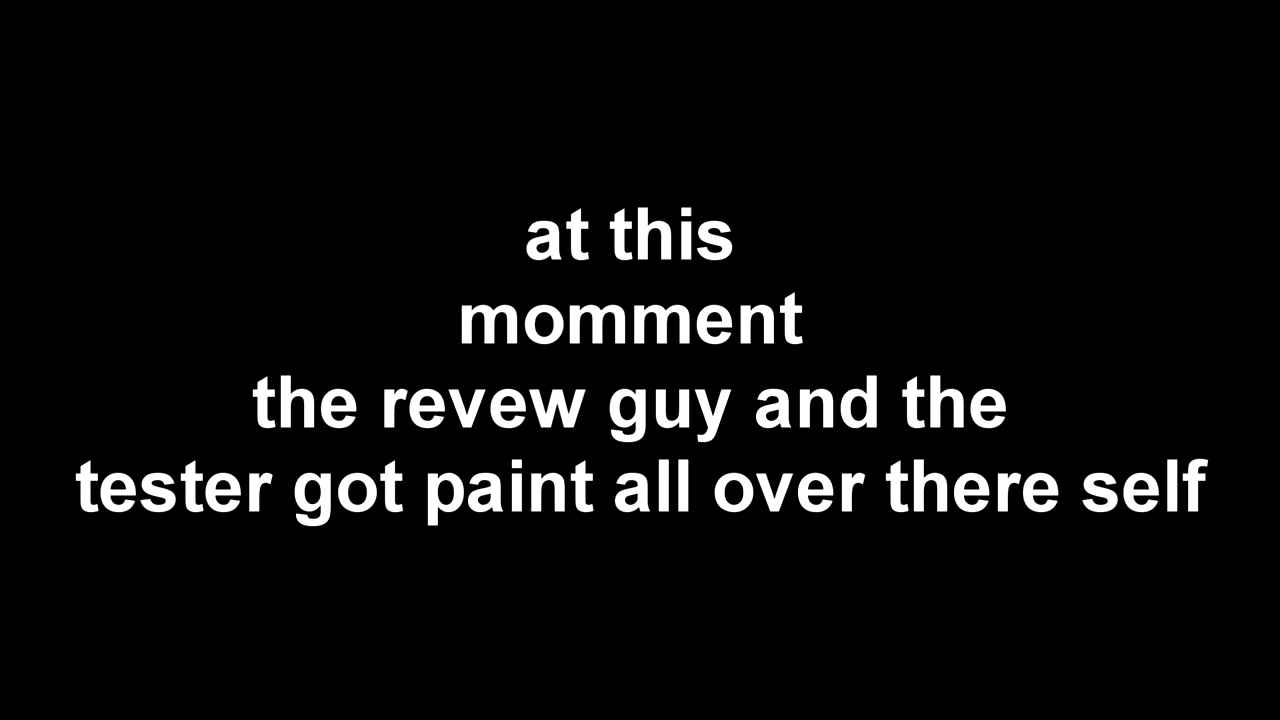 at this
momment
the revew guy and the
tester got paint all over there self